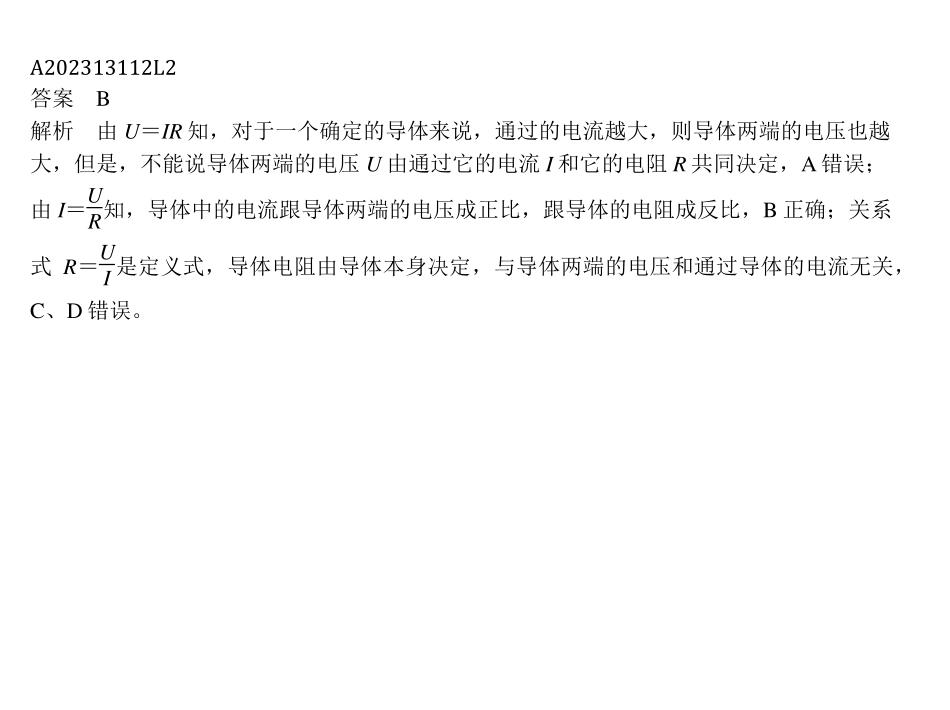 A202313112L2
答案　B
解析　由 U＝IR 知，对于一个确定的导体来说，通过的电流越大，则导体两端的电压也越
大，但是，不能说导体两端的电压 U 由通过它的电流 I 和它的电阻 R 共同决定，A 错误；
由 I＝U/R知，导体中的电流跟导体两端的电压成正比，跟导体的电阻成反比，B 正确；关系
式 R＝U/I是定义式，导体电阻由导体本身决定，与导体两端的电压和通过导体的电流无关，
C、D 错误。